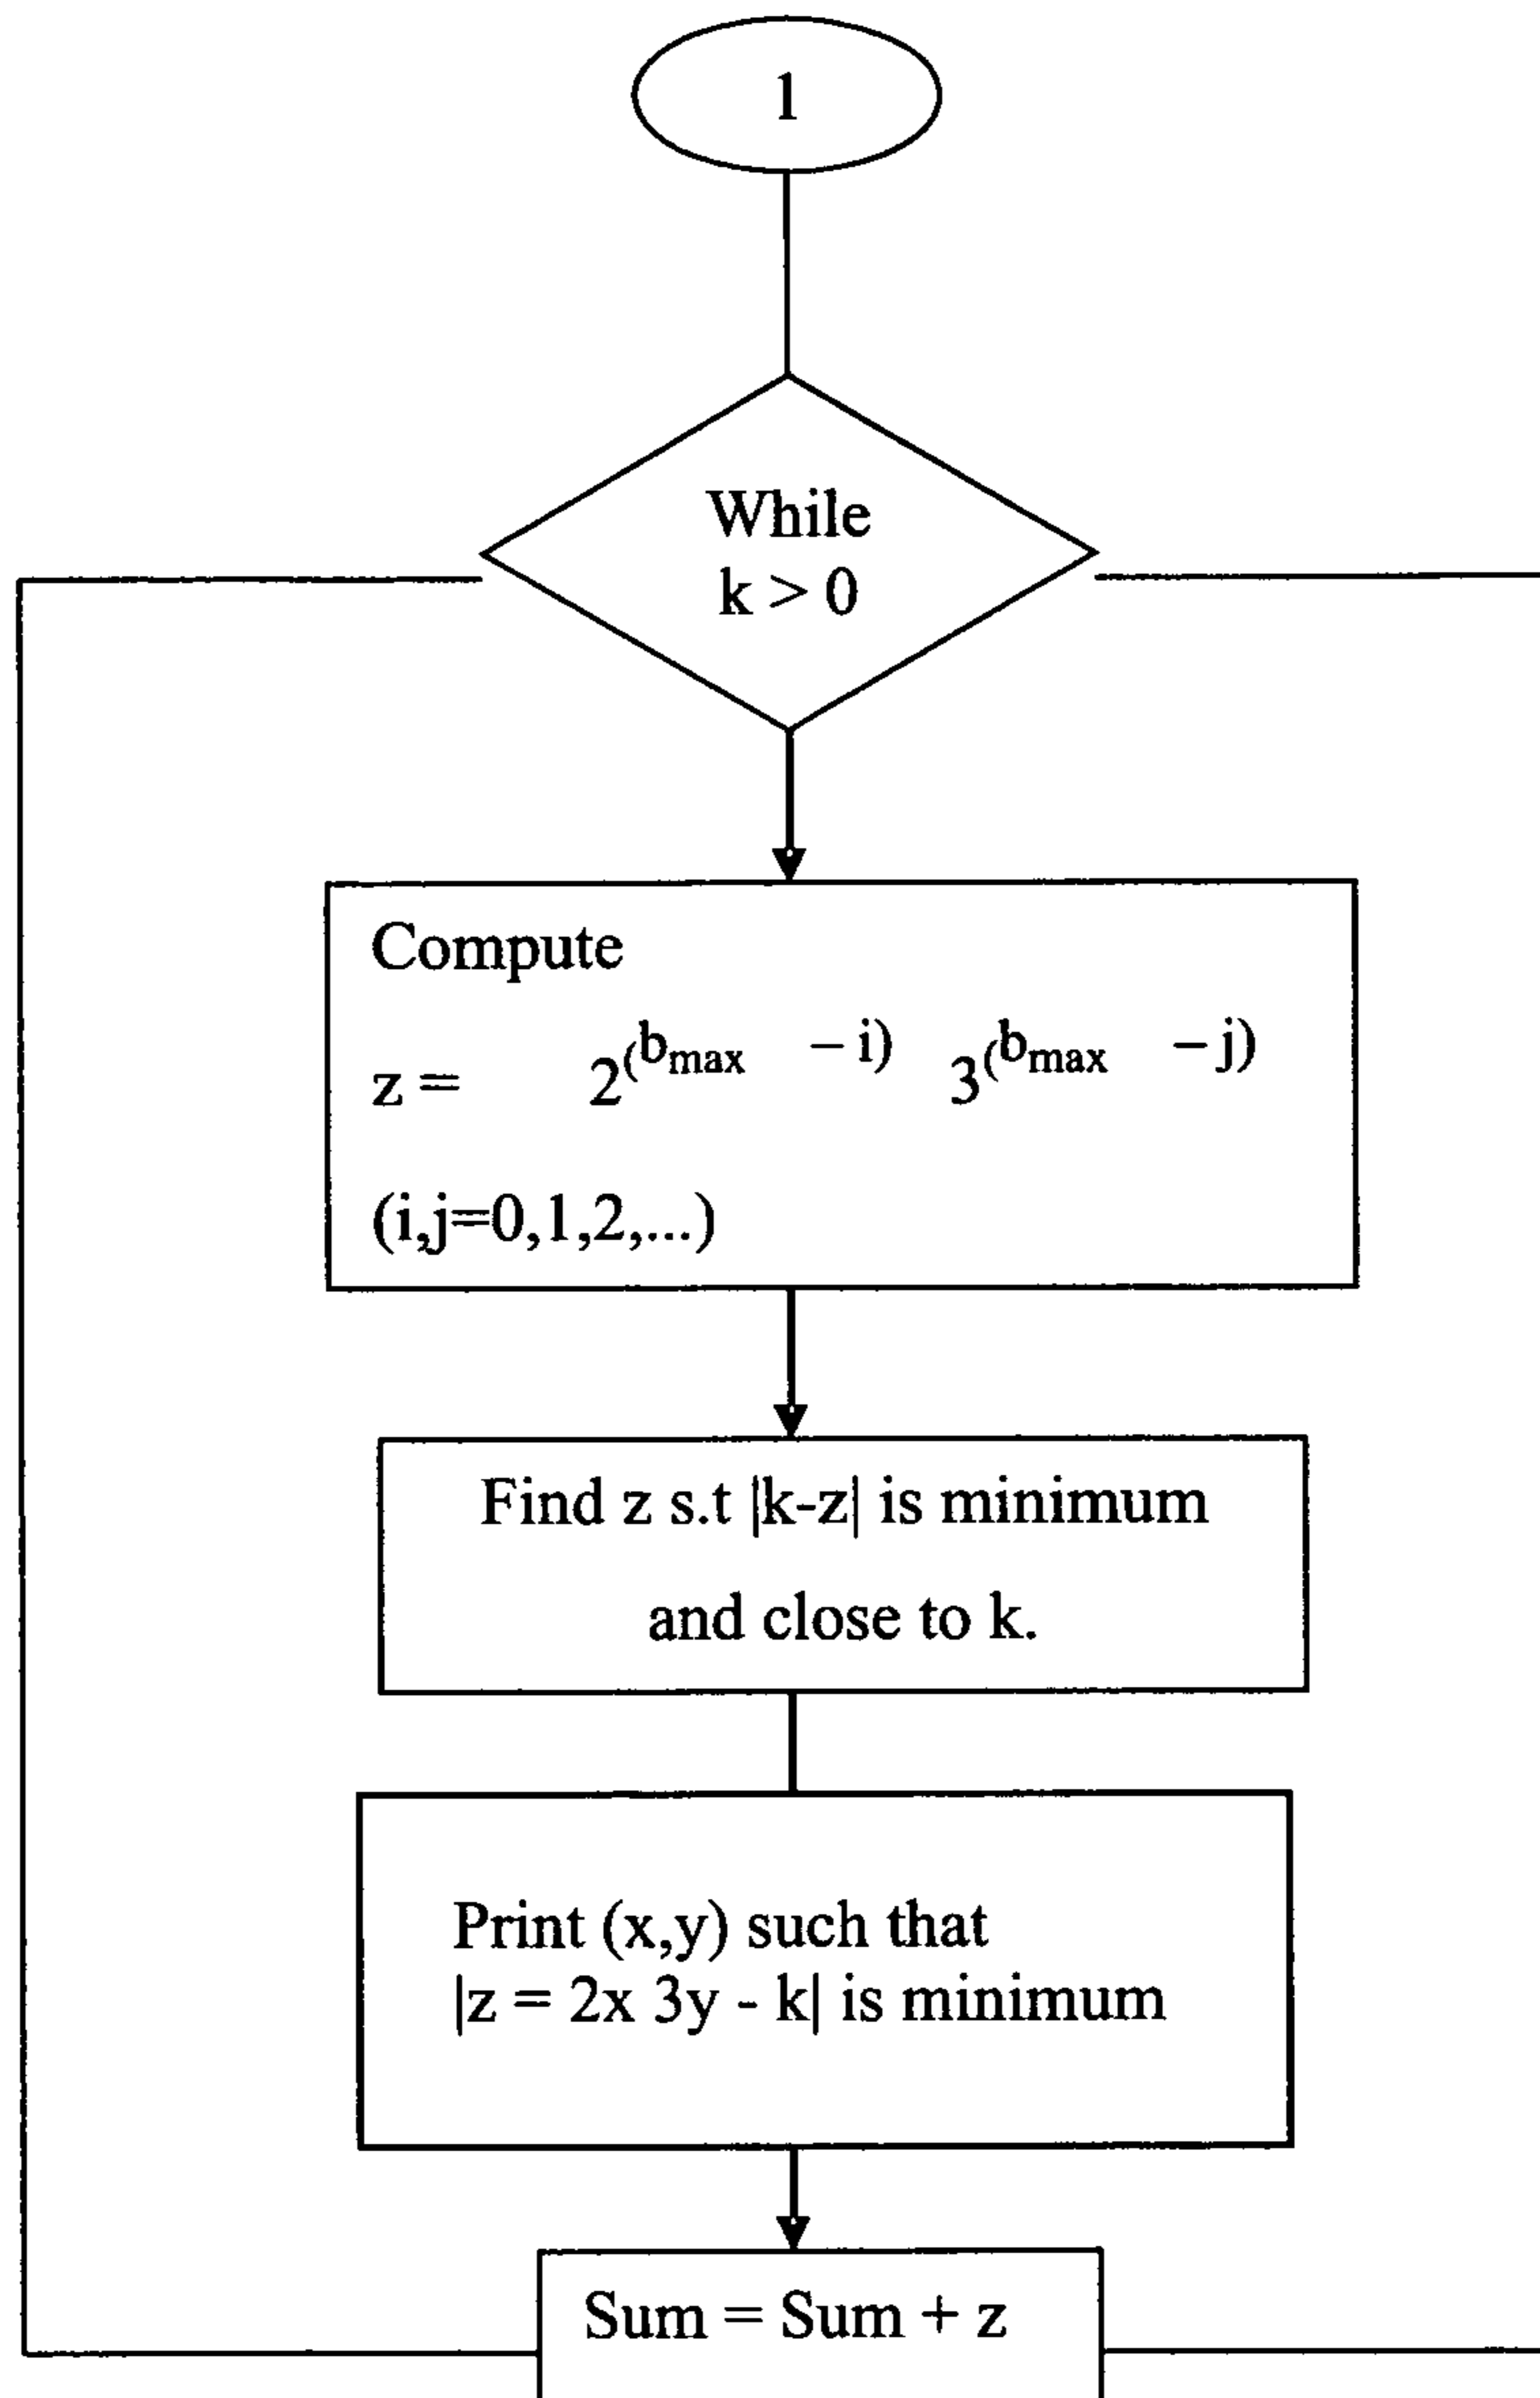 1
While
k > 0
Compute
z = 2^(b_max − i) 3^(b_max − j)
(i,j=0,1,2,...)
Find z s.t |k-z| is minimum
and close to k.
Print (x,y) such that
|z = 2x 3y - k| is minimum
Sum = Sum + z